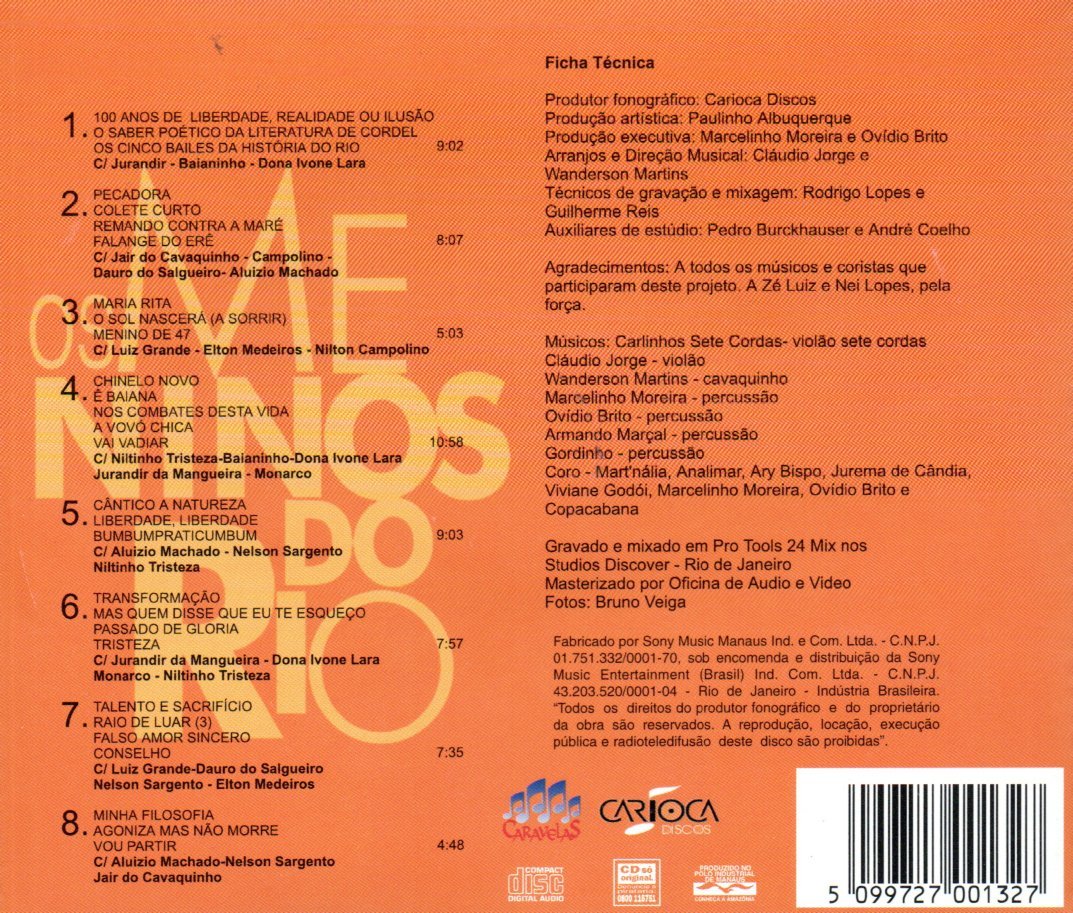 1. 100 ANOS DE LIBERDADE, REALIDADE OU ILUSÃO
O SABER POÉTICO DA LITERATURA DE CORDEL
OS CINCO BAILES DA HISTÓRIA DO RIO 9:02
C/ Jurandir - Baianinho - Dona Ivone Lara
2. PECADORA
COLETE CURTO
REMANDO CONTRA A MARÉ
FALANGE DO ERÊ 8:07
C/ Jair do Cavaquinho - Campolino -
Dauro do Salgueiro- Aluizio Machado
3. MARIA RITA
O SOL NASCERÁ (A SORRIR)
MENINO DE 47 5:03
C/ Luiz Grande - Elton Medeiros - Nilton Campolino
4. CHINELO NOVO
Ê BAIANA
NOS COMBATES DESTA VIDA
A VOVÓ CHICA
VAI VADIAR 10:58
C/ Niltinho Tristeza-Baianinho-Dona Ivone Lara
Jurandir da Mangueira - Monarco
5. CÂNTICO A NATUREZA
LIBERDADE, LIBERDADE
BUMBUMPRATICUMBUM 9:03
C/ Aluizio Machado - Nelson Sargento
Niltinho Tristeza
6. TRANSFORMAÇÃO
MAS QUEM DISSE QUE EU TE ESQUEÇO
PASSADO DE GLORIA
TRISTEZA 7:57
C/ Jurandir da Mangueira - Dona Ivone Lara
Monarco - Niltinho Tristeza
7. TALENTO E SACRIFÍCIO
RAIO DE LUAR (3)
FALSO AMOR SINCERO
CONSELHO 7:35
C/ Luiz Grande-Dauro do Salgueiro
Nelson Sargento - Elton Medeiros
8. MINHA FILOSOFIA
AGONIZA MAS NÃO MORRE
VOU PARTIR 4:48
C/ Aluizio Machado-Nelson Sargento
Jair do Cavaquinho
OS ME
NINOS
DO
RIO
Ficha Técnica
Produtor fonográfico: Carioca Discos
Produção artística: Paulinho Albuquerque
Produção executiva: Marcelinho Moreira e Ovídio Brito
Arranjos e Direção Musical: Cláudio Jorge e
Wanderson Martins
Técnicos de gravação e mixagem: Rodrigo Lopes e
Guilherme Reis
Auxiliares de estúdio: Pedro Burckhauser e André Coelho
Agradecimentos: A todos os músicos e coristas que
participaram deste projeto. A Zé Luiz e Nei Lopes, pela
força.
Músicos: Carlinhos Sete Cordas- violão sete cordas
Cláudio Jorge - violão
Wanderson Martins - cavaquinho
Marcelinho Moreira - percussão
Ovídio Brito - percussão
Armando Marçal - percussão
Gordinho - percussão
Coro - Mart'nália, Analimar, Ary Bispo, Jurema de Cândia,
Viviane Godói, Marcelinho Moreira, Ovídio Brito e
Copacabana
Gravado e mixado em Pro Tools 24 Mix nos
Studios Discover - Rio de Janeiro
Masterizado por Oficina de Audio e Video
Fotos: Bruno Veiga
Fabricado por Sony Music Manaus Ind. e Com. Ltda. - C.N.P.J.
01.751.332/0001-70, sob encomenda e distribuição da Sony
Music Entertainment (Brasil) Ind. Com. Ltda. - C.N.P.J.
43.203.520/0001-04 - Rio de Janeiro - Indústria Brasileira.
“Todos os direitos do produtor fonográfico e do proprietário
da obra são reservados. A reprodução, locação, execução
pública e radioteledifusão deste disco são proibidas”.
CARAVELAS
CARIOCA
DISCOS
COMPACT
disc
DIGITAL AUDIO
CD só
original.
Denuncie a
pirataria.
0800 118751
PRODUZIDO NO
PÓLO INDUSTRIAL
DE MANAUS
CONHEÇA A AMAZÔNIA
5 099727 001327